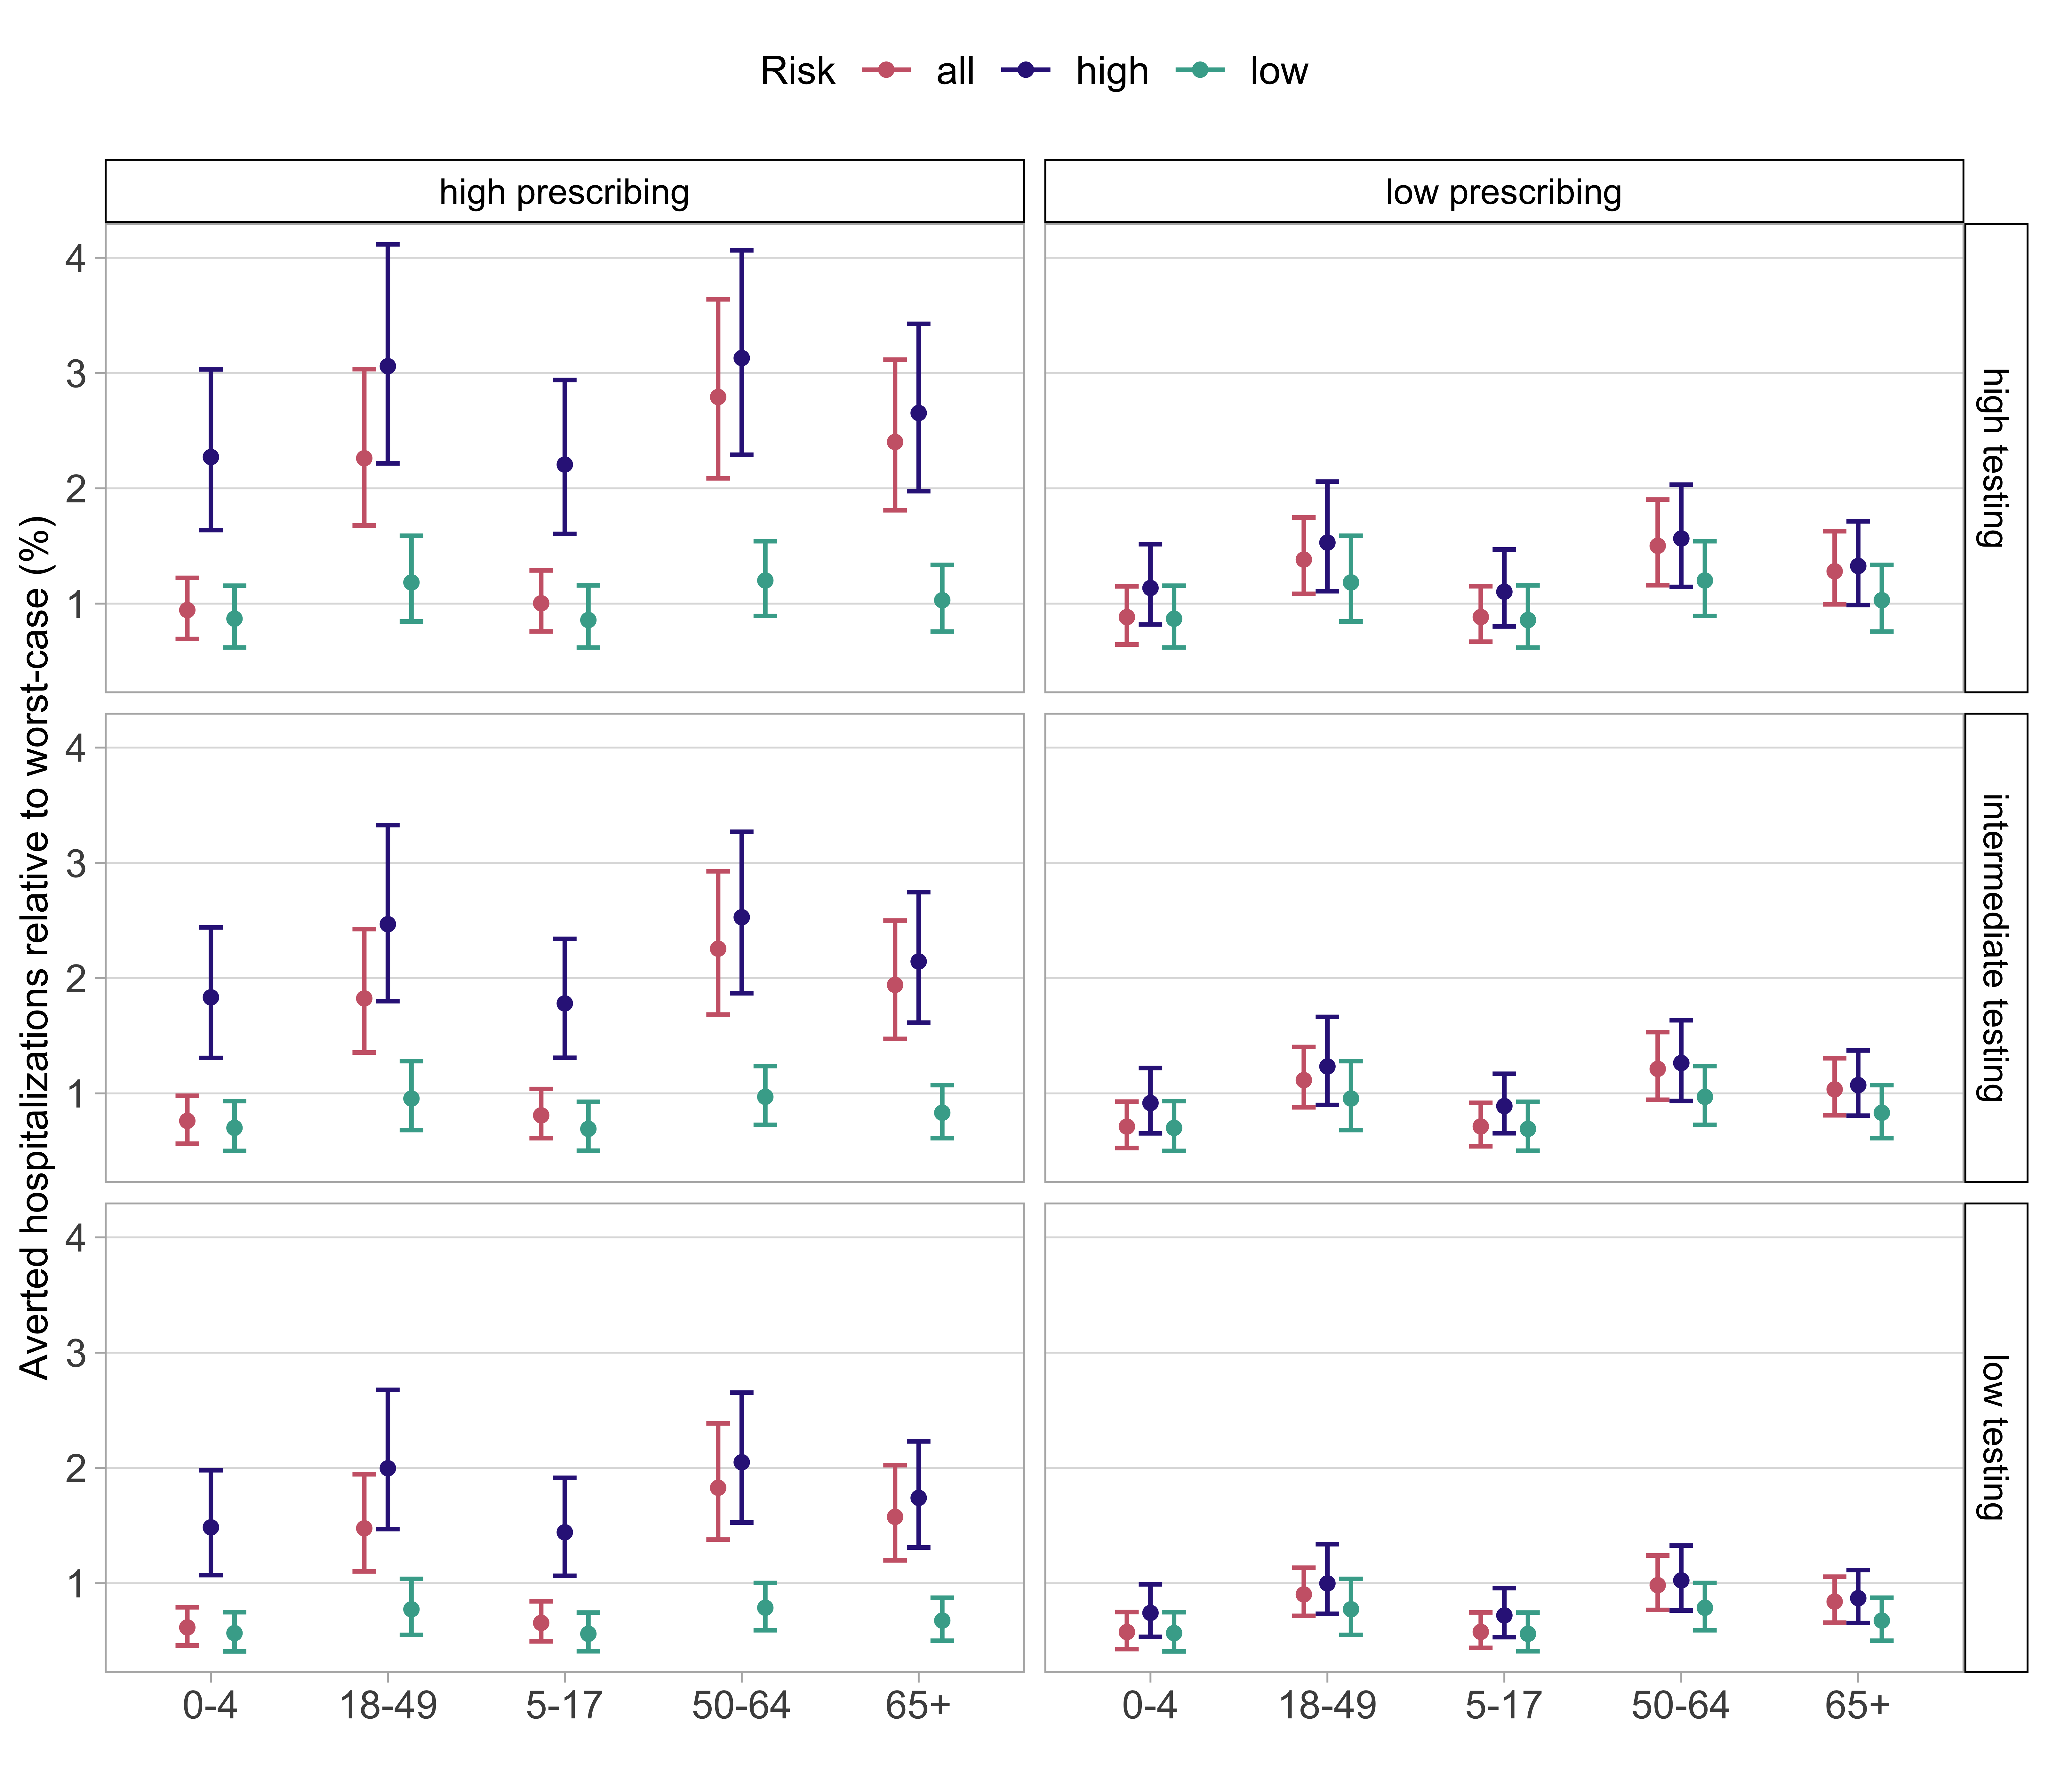 Risk all high low
high prescribing low prescribing
Averted hospitalizations relative to worst-case (%)
4
3
2
1
high testing
4
3
2
1
intermediate testing
4
3
2
1
low testing
0-4 18-49 5-17 50-64 65+ 0-4 18-49 5-17 50-64 65+